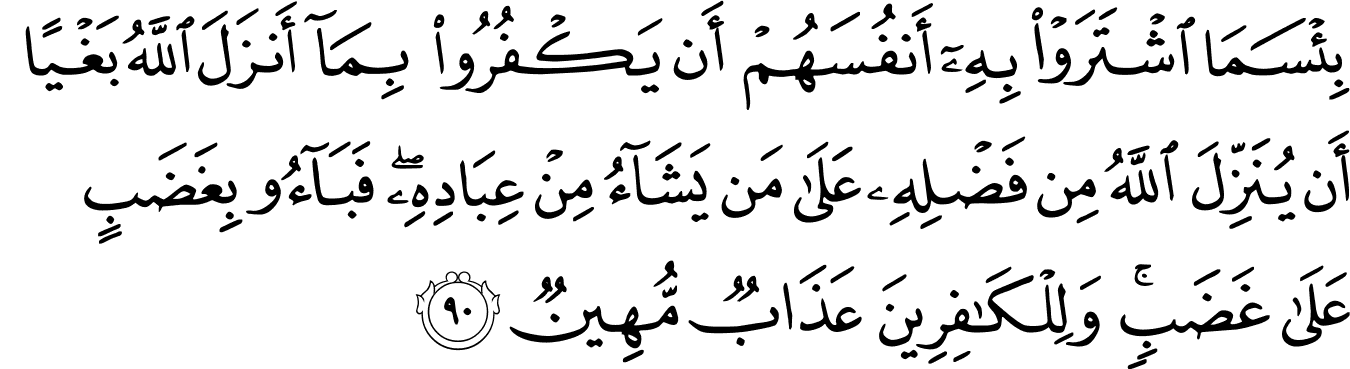 بِئۡسَمَا ٱشۡتَرَوۡاْ بِهِۦٓ أَنفُسَهُمۡ أَن يَكۡفُرُواْ بِمَآ أَنزَلَ ٱللَّهُ بَغۡيًا
أَن يُنَزِّلَ ٱللَّهُ مِن فَضۡلِهِۦ عَلَىٰ مَن يَشَآءُ مِنۡ عِبَادِهِۦۖ فَبَآءُو بِغَضَبٍ
عَلَىٰ غَضَبٖۚ وَلِلۡكَٰفِرِينَ عَذَابٞ مُّهِينٞ ٩٠